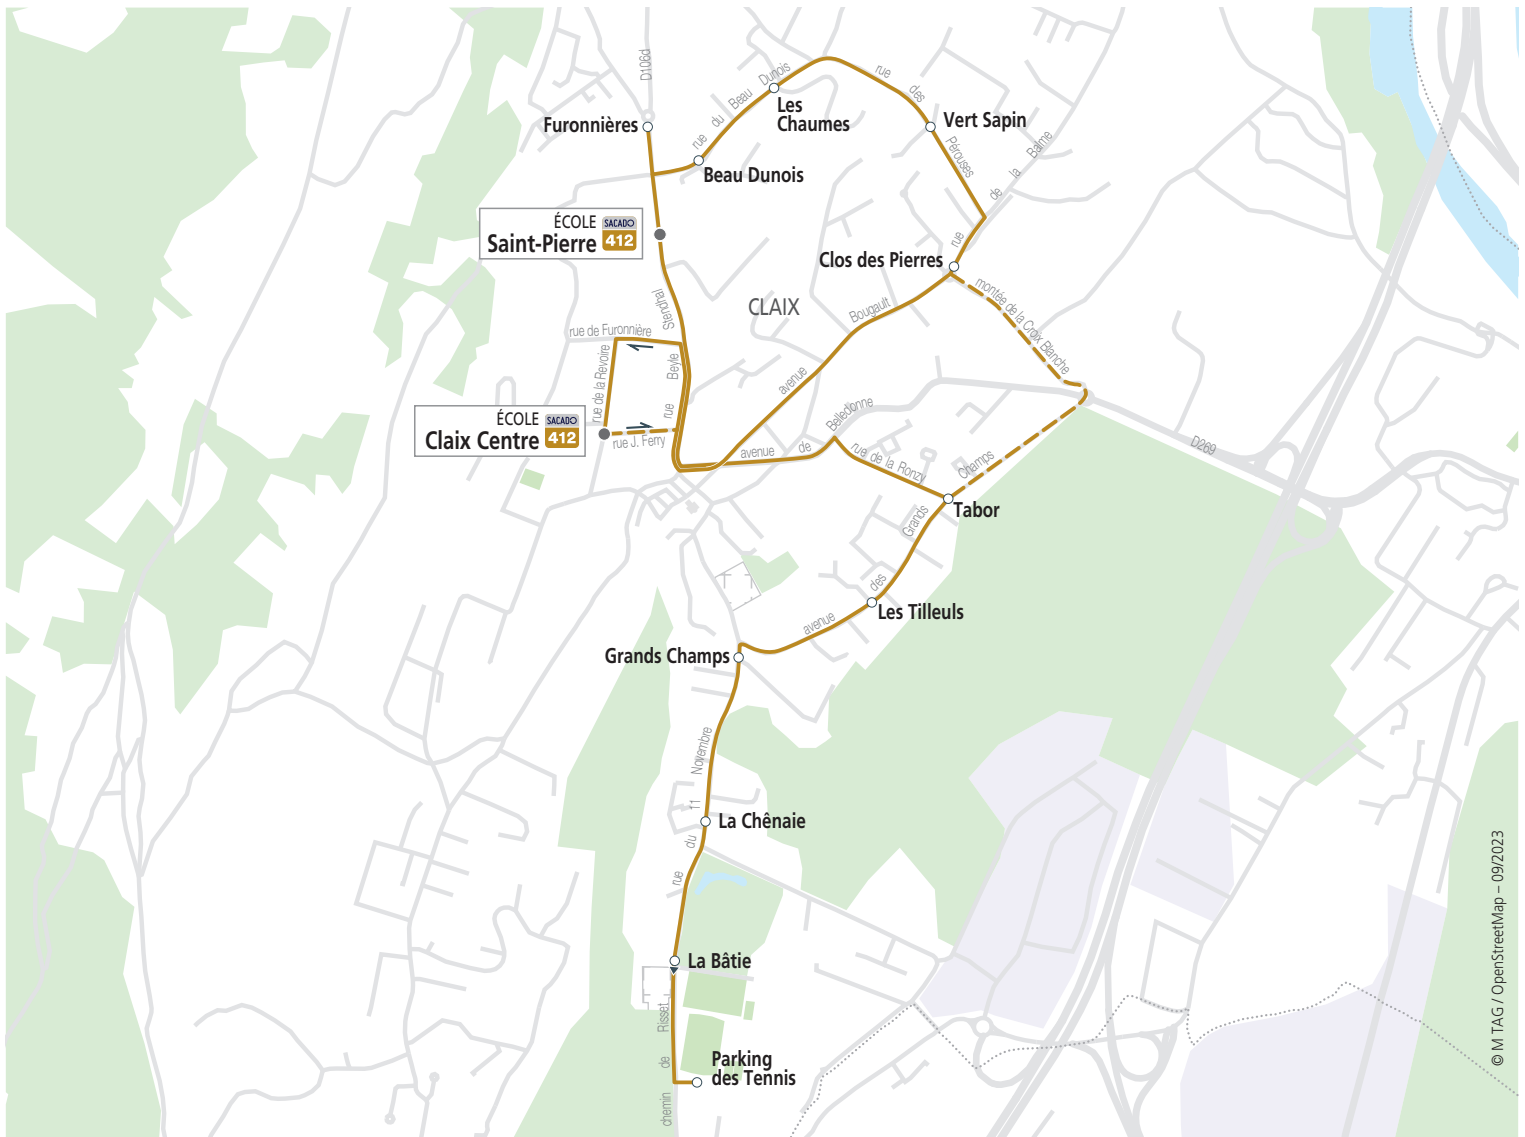 D106d
Furonnières
rue du Beau Dunois
Les
Chaumes
Beau Dunois
rue des Pérouses
Vert Sapin
rue de la Balme
ÉCOLE
Saint-Pierre
SACADO
412
Clos des Pierres
CLAIX
montée de la Croix Blanche
avenue Bougault
rue Beyle Stendhal
rue de Furonnière
rue de la Revoire
ÉCOLE
Claix Centre
SACADO
412
rue J. Ferry
avenue de Belledonne
rue de la Ronzy
D269
Tabor
avenue des Grands Champs
Les Tilleuls
Grands Champs
rue du 11 Novembre
La Chênaie
La Bâtie
chemin de Risset
Parking
des Tennis
© M TAG / OpenStreetMap – 09/2023